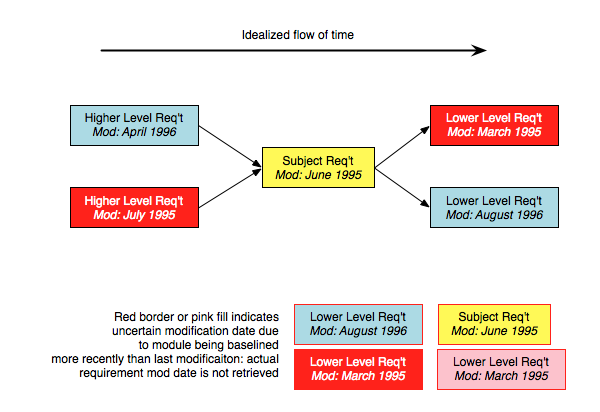 Idealized flow of time
Higher Level Req't
Mod: April 1996
Lower Level Req't
Mod: March 1995
Subject Req't
Mod: June 1995
Higher Level Req't
Mod: July 1995
Lower Level Req't
Mod: August 1996
Red border or pink fill indicates
uncertain modification date due
to module being baselined
more recently than last modificaiton: actual
requirement mod date is not retrieved
Lower Level Req't
Mod: August 1996
Subject Req't
Mod: June 1995
Lower Level Req't
Mod: March 1995
Lower Level Req't
Mod: March 1995